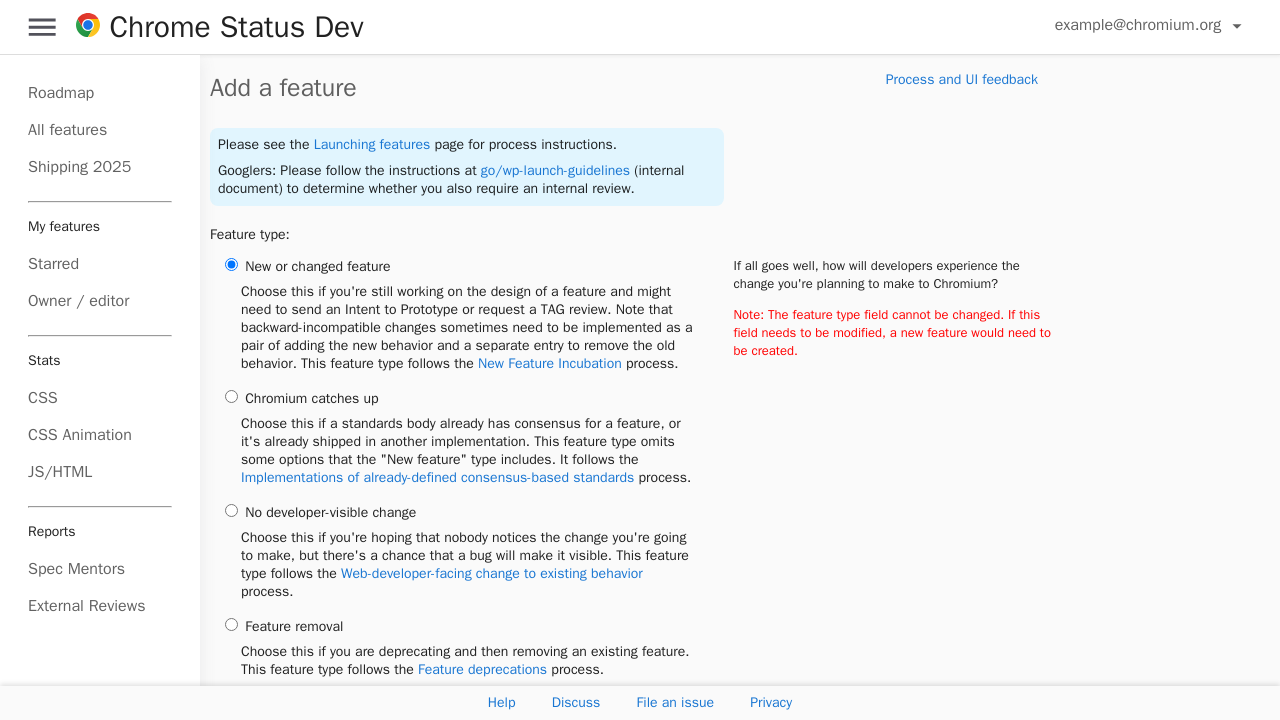 Chrome Status Dev
example@chromium.org
Roadmap
All features
Shipping 2025
My features
Starred
Owner / editor
Stats
CSS
CSS Animation
JS/HTML
Reports
Spec Mentors
External Reviews
Add a feature
Process and UI feedback
Please see the Launching features page for process instructions.
Googlers: Please follow the instructions at go/wp-launch-guidelines (internal
document) to determine whether you also require an internal review.
Feature type:
New or changed feature
Choose this if you're still working on the design of a feature and might
need to send an Intent to Prototype or request a TAG review. Note that
backward-incompatible changes sometimes need to be implemented as a
pair of adding the new behavior and a separate entry to remove the old
behavior. This feature type follows the New Feature Incubation process.
Chromium catches up
Choose this if a standards body already has consensus for a feature, or
it's already shipped in another implementation. This feature type omits
some options that the "New feature" type includes. It follows the
Implementations of already-defined consensus-based standards process.
No developer-visible change
Choose this if you're hoping that nobody notices the change you're going
to make, but there's a chance that a bug will make it visible. This feature
type follows the Web-developer-facing change to existing behavior
process.
Feature removal
Choose this if you are deprecating and then removing an existing feature.
This feature type follows the Feature deprecations process.
If all goes well, how will developers experience the
change you're planning to make to Chromium?
Note: The feature type field cannot be changed. If this
field needs to be modified, a new feature would need to
be created.
Help
Discuss
File an issue
Privacy